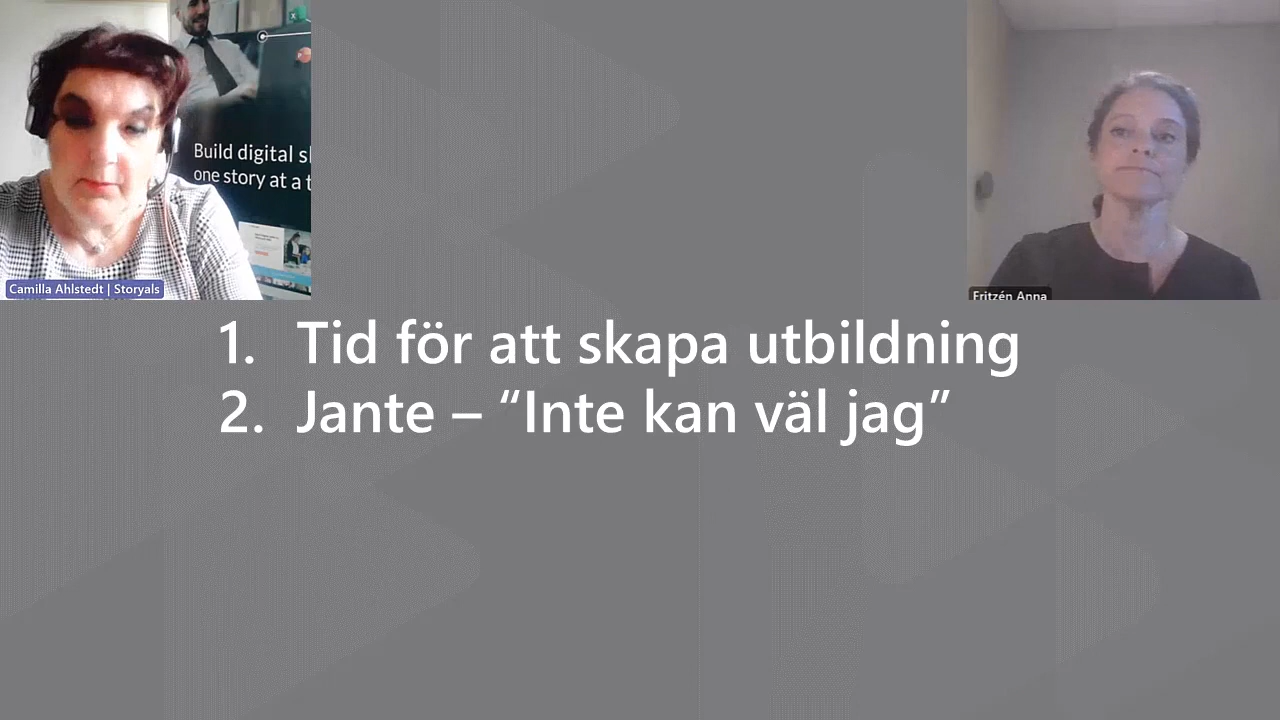 Build digital
one story at a
Camilla Ahlstedt | Storyals
Fritzén Anna
1. Tid för att skapa utbildning
2. Jante – “Inte kan väl jag”